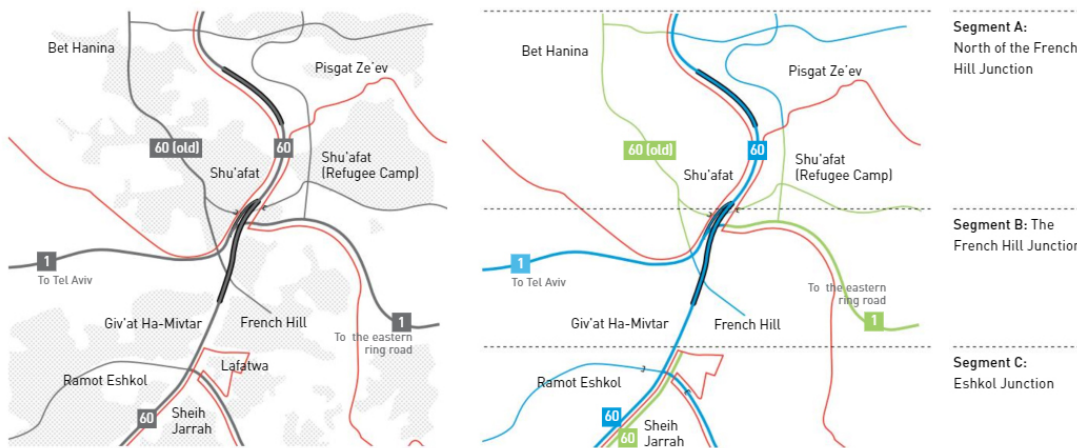 Bet Hanina
Pisgat Ze'ev
60 (old)
60
Shu'afat
Shu'afat
(Refugee Camp)
1
To Tel Aviv
Giv'at Ha-Mivtar
French Hill
1
To the eastern
ring road
Lafatwa
Ramot Eshkol
60
Sheih
Jarrah
Bet Hanina
Pisgat Ze'ev
60 (old)
60
Shu'afat
Shu'afat
(Refugee Camp)
1
To Tel Aviv
To the eastern
ring road
1
Giv'at Ha-Mivtar
French Hill
Ramot Eshkol
60
60
Sheih
Jarrah
Segment A:
North of the French
Hill Junction
Segment B: The
French Hill Junction
Segment C:
Eshkol Junction